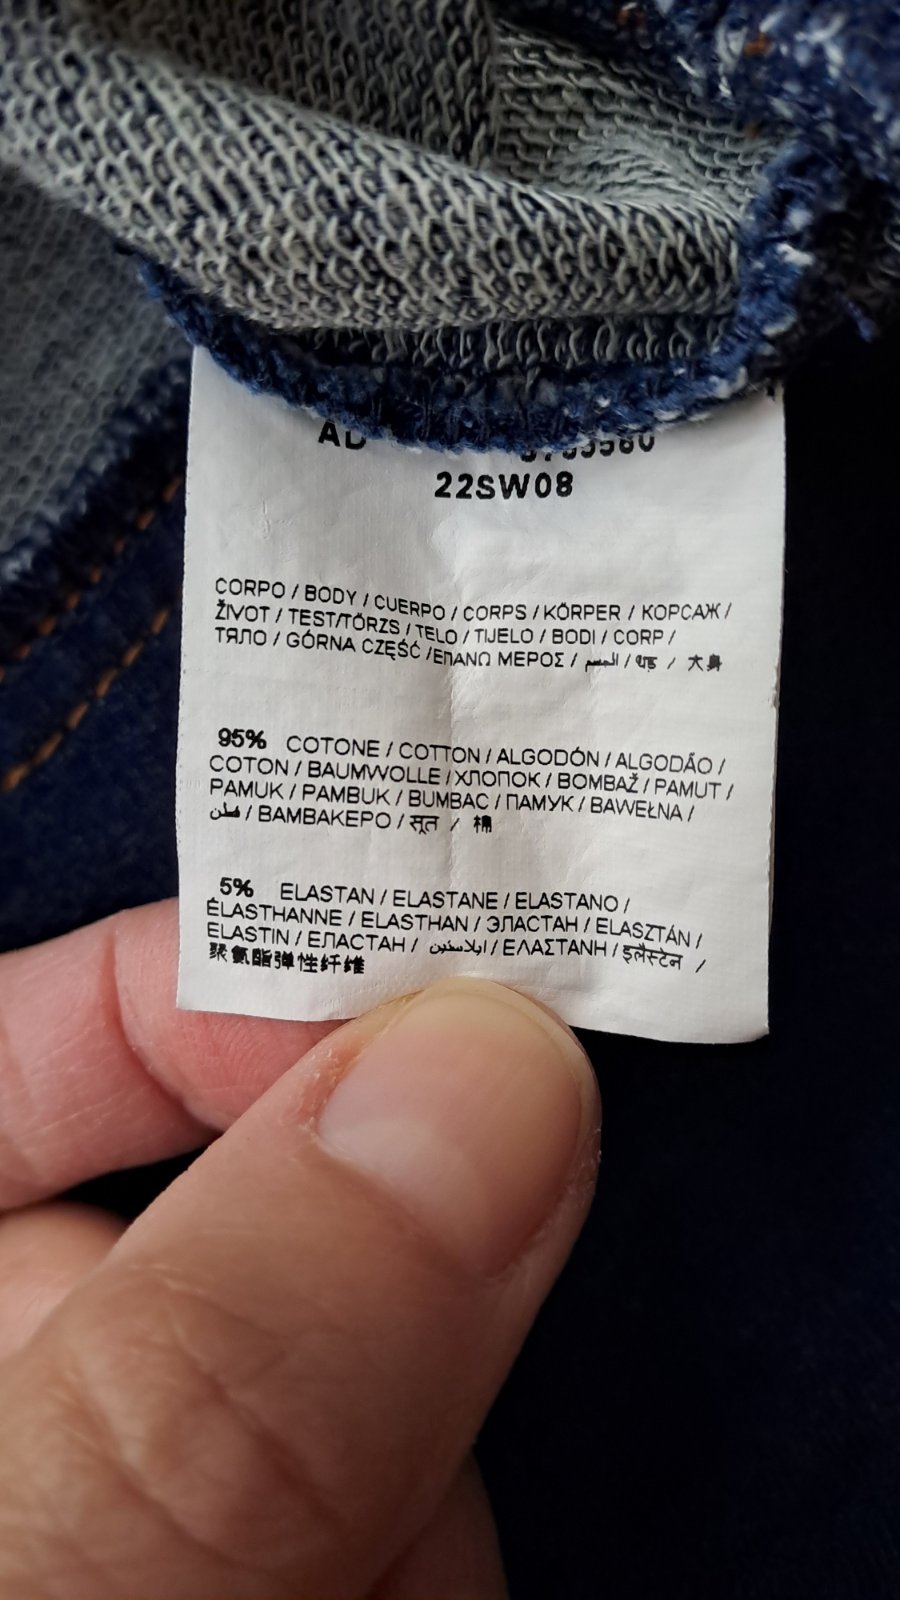 AD
22SW08
CORPO / BODY / CUERPO / CORPS / KÖRPER / КОРСАЖ /
ŽIVOT / TEST/TÖRZS / TELO / TIJELO / BODI / CORP /
ТЯЛО / GÓRNA CZĘŚĆ / ΕΠΑΝΩ ΜΕΡΟΣ / الجسم / धड़ / 大身
95% COTONE / COTTON / ALGODÓN / ALGODÃO /
COTON / BAUMWOLLE / ХЛОПОК / BOMBAŽ / PAMUT /
PAMUK / PAMBUK / BUMBAC / ПАМУК / BAWEŁNA /
قطن / ΒΑΜΒΑΚΕΡΟ / सूत / 棉
5% ELASTAN / ELASTANE / ELASTANO /
ÉLASTHANNE / ELASTHAN / ЭЛАСТАН / ELASZTÁN /
ELASTIN / ЕЛАСТАН / ايلاستين / ΕΛΑΣΤΑΝΗ / इलैस्टेन /
聚氨酯弹性纤维